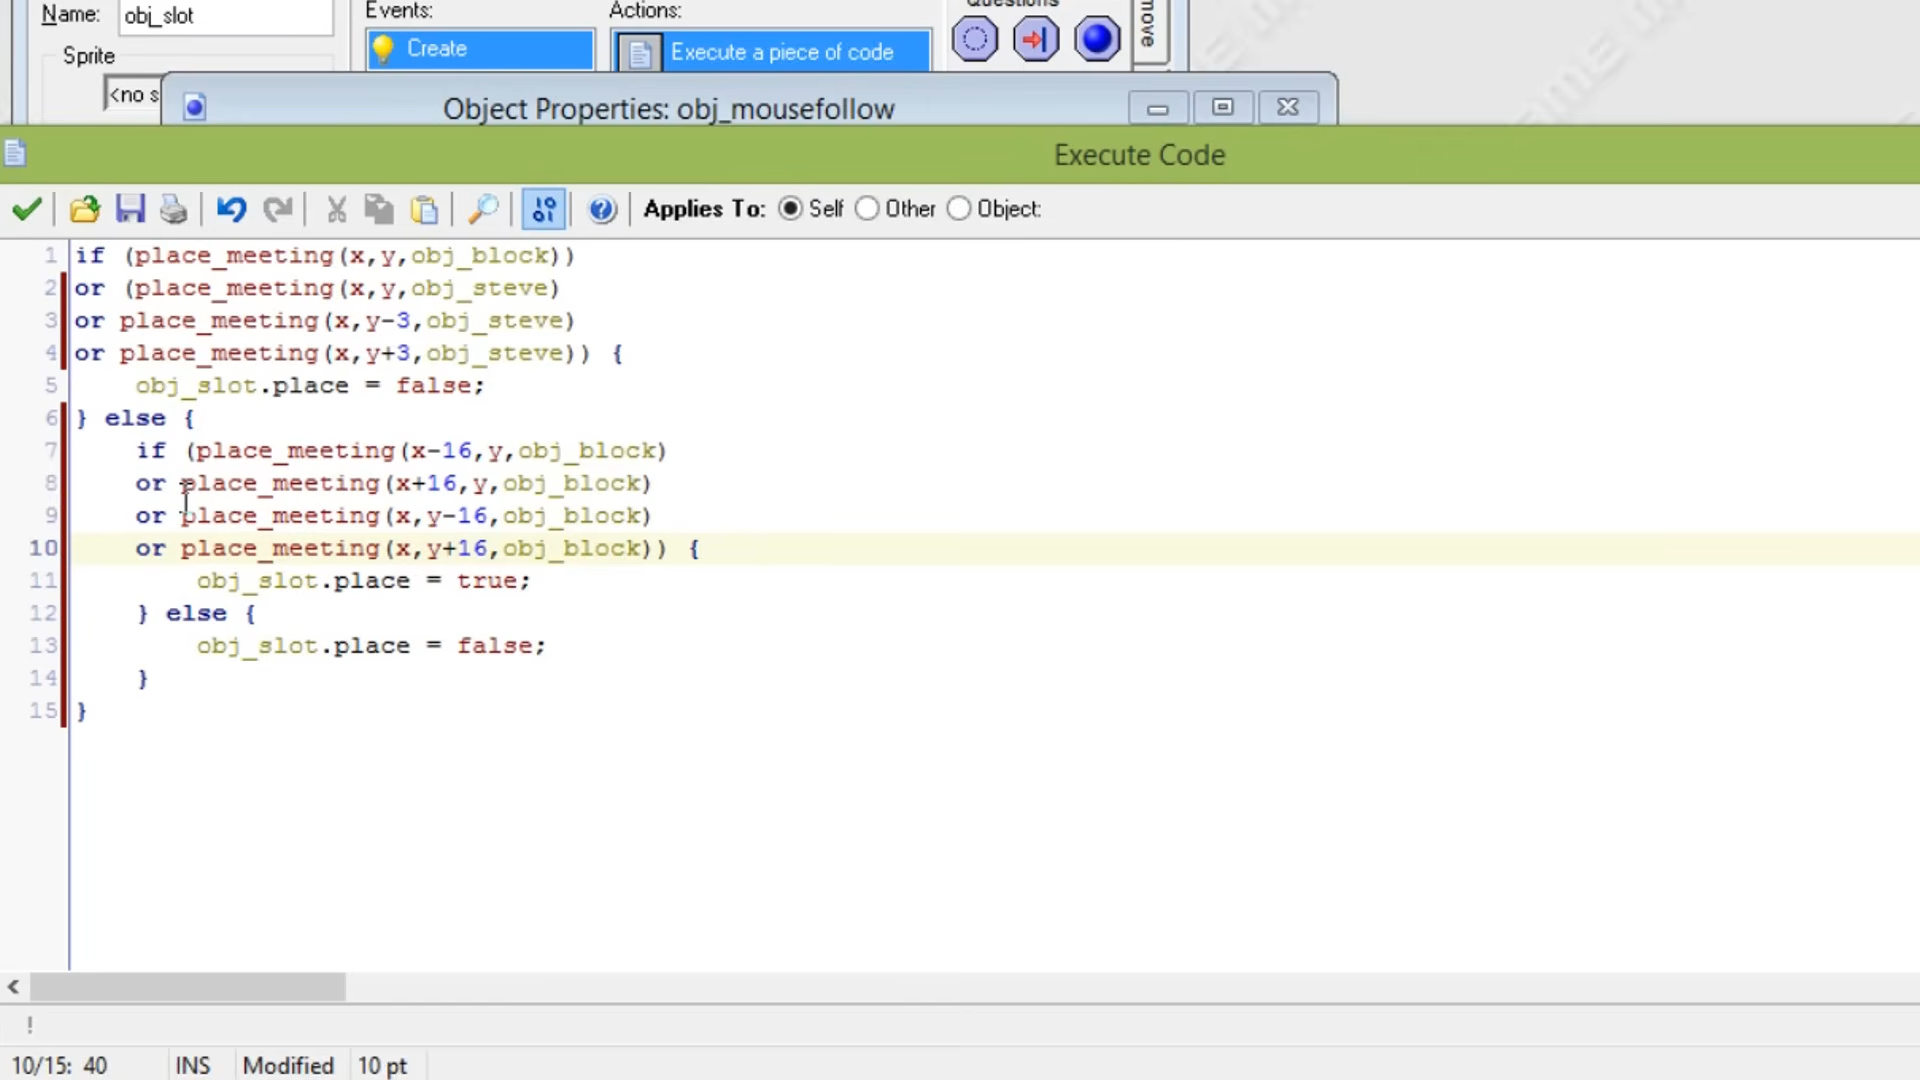 Name: obj_slot
Events:
Actions:
Questions
Sprite
Create
Execute a piece of code
move
<no s
Object Properties: obj_mousefollow
Execute Code
Applies To: Self Other Object:
1 if (place_meeting(x,y,obj_block))
2 or (place_meeting(x,y,obj_steve)
3 or place_meeting(x,y-3,obj_steve)
4 or place_meeting(x,y+3,obj_steve)) {
5 obj_slot.place = false;
6 } else {
7 if (place_meeting(x-16,y,obj_block)
8 or place_meeting(x+16,y,obj_block)
9 or place_meeting(x,y-16,obj_block)
10 or place_meeting(x,y+16,obj_block)) {
11 obj_slot.place = true;
12 } else {
13 obj_slot.place = false;
14 }
15 }
!
10/15: 40 INS Modified 10 pt